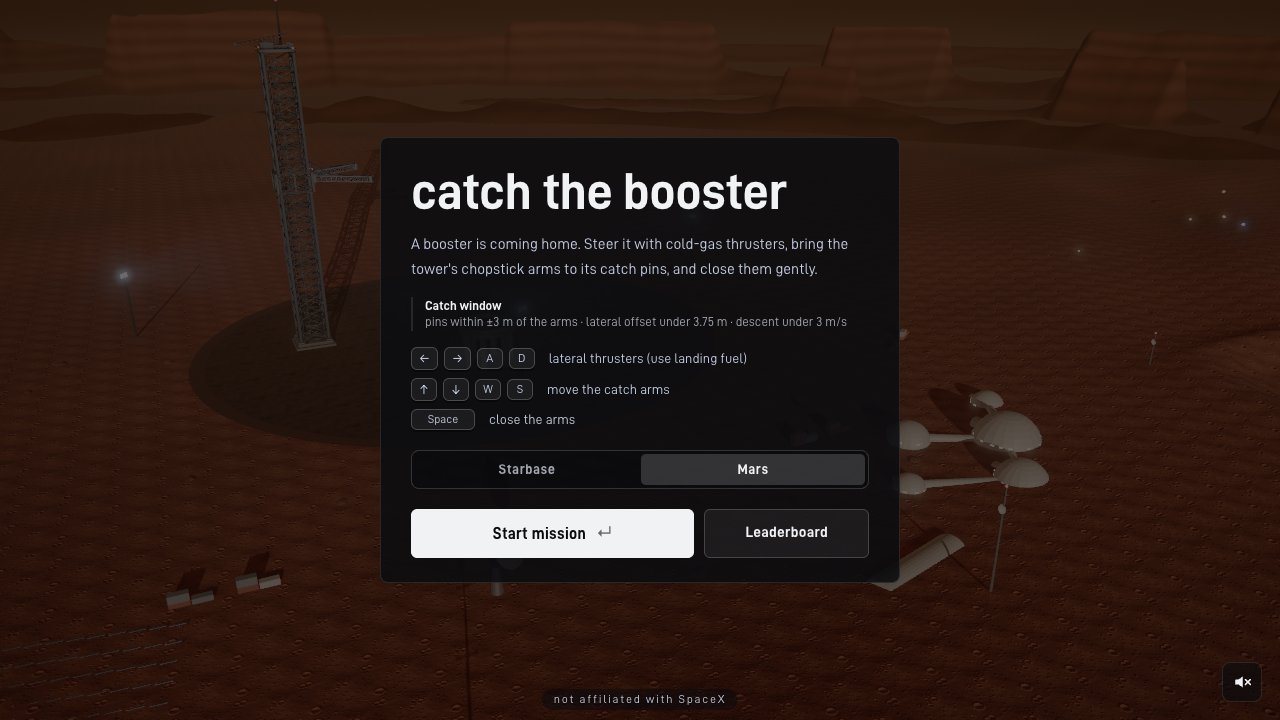 catch the booster
A booster is coming home. Steer it with cold-gas thrusters, bring the
tower's chopstick arms to its catch pins, and close them gently.
Catch window
pins within ±3 m of the arms · lateral offset under 3.75 m · descent under 3 m/s
← → A D lateral thrusters (use landing fuel)
↑ ↓ W S move the catch arms
Space close the arms
Starbase Mars
Start mission ↵ Leaderboard
not affiliated with SpaceX